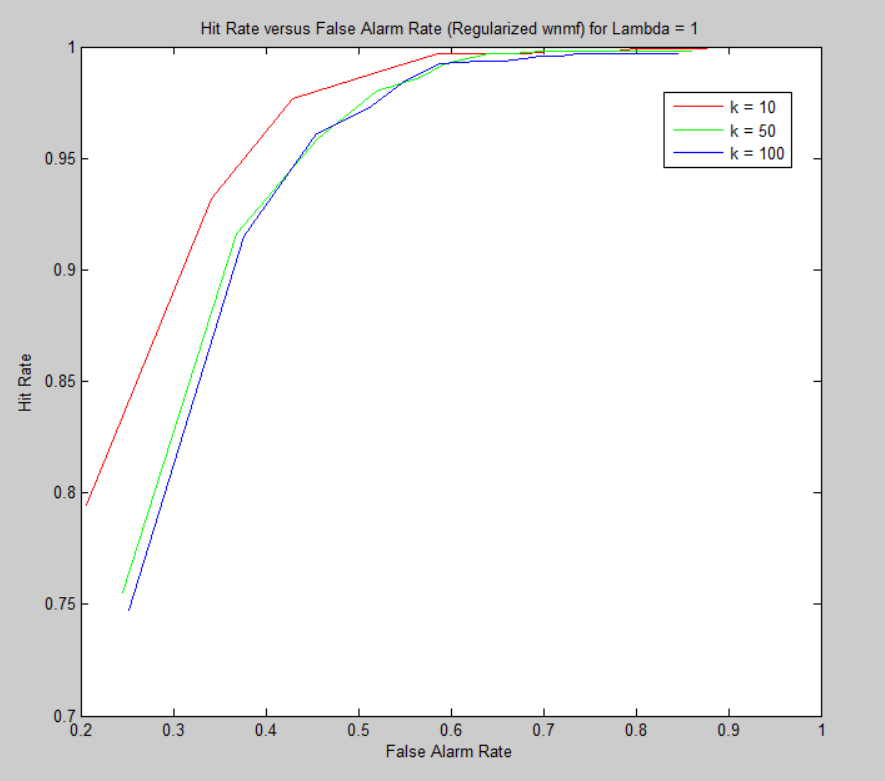 Hit Rate versus False Alarm Rate (Regularized wnmf) for Lambda = 1
k = 10
k = 50
k = 100
1
0.95
0.9
0.85
0.8
0.75
0.7
Hit Rate
0.2 0.3 0.4 0.5 0.6 0.7 0.8 0.9 1
False Alarm Rate